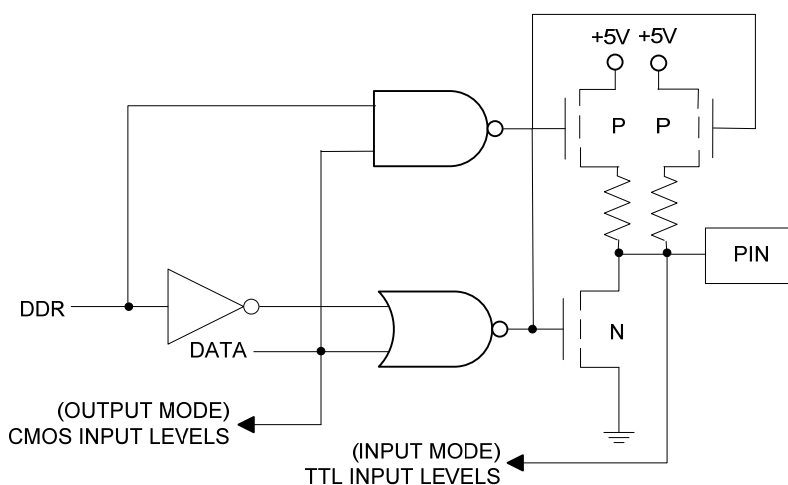 +5V +5V
P P
PIN
DDR
N
DATA
(OUTPUT MODE)
CMOS INPUT LEVELS
(INPUT MODE)
TTL INPUT LEVELS